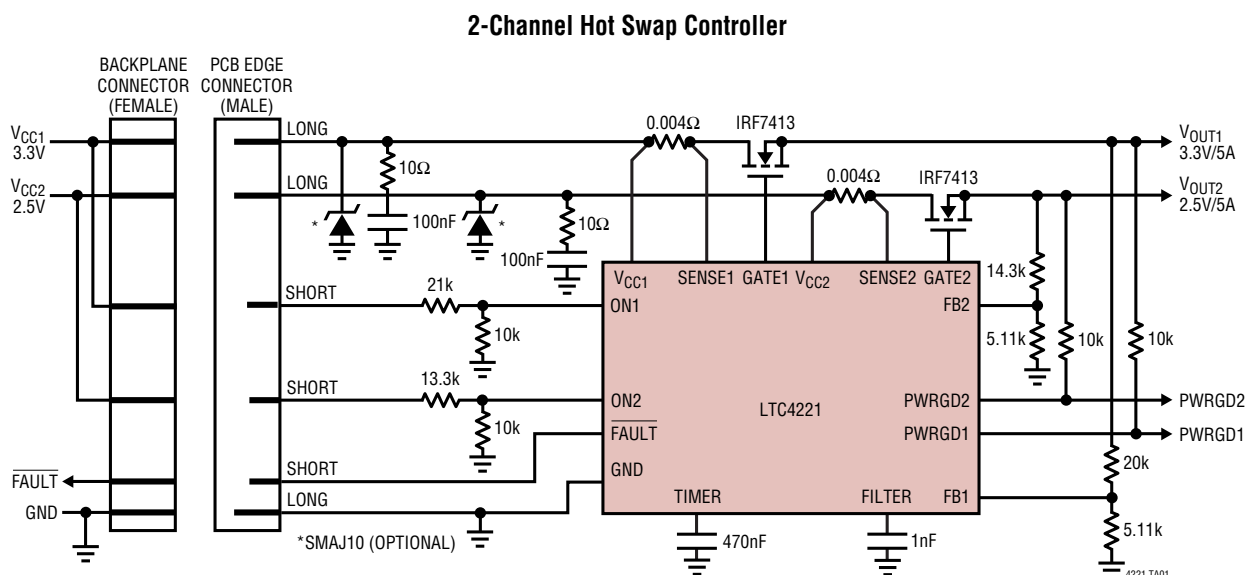 2-Channel Hot Swap Controller
BACKPLANE
CONNECTOR
(FEMALE)
PCB EDGE
CONNECTOR
(MALE)
VCC1
3.3V
VCC2
2.5V
LONG
LONG
10Ω
100nF
*
*
10Ω
100nF
0.004Ω
IRF7413
0.004Ω
IRF7413
VOUT1
3.3V/5A
VOUT2
2.5V/5A
VCC1
SENSE1
GATE1
VCC2
SENSE2
GATE2
SHORT
21k
10k
ON1
FB2
14.3k
5.11k
10k
10k
SHORT
13.3k
10k
ON2
FAULT
GND
LTC4221
PWRGD2
PWRGD1
PWRGD2
PWRGD1
FAULT
GND
SHORT
LONG
*SMAJ10 (OPTIONAL)
TIMER
470nF
FILTER
1nF
FB1
20k
5.11k
4221 TA01